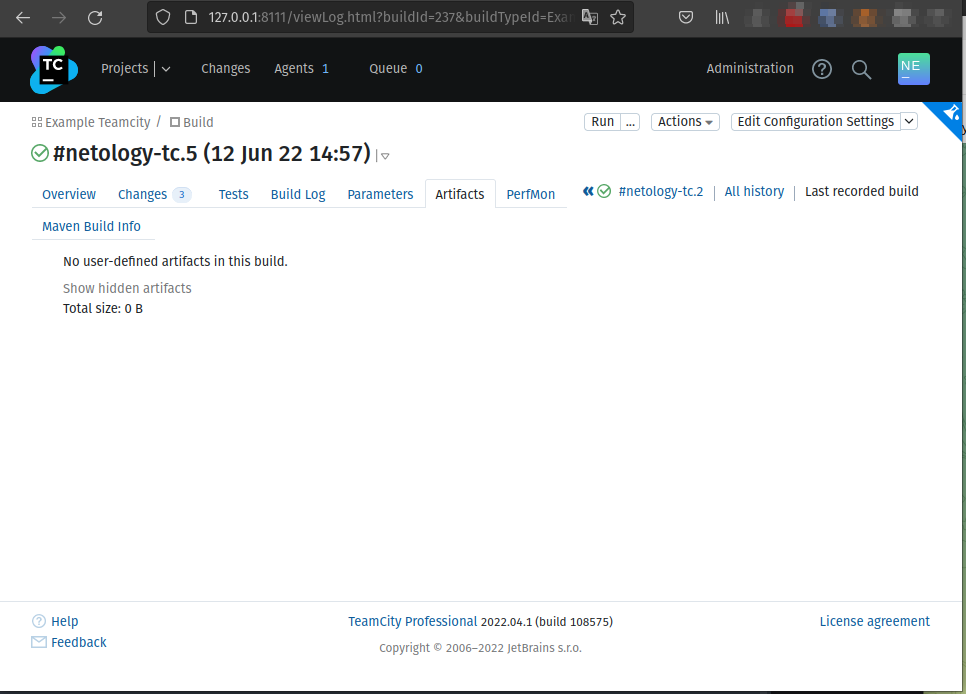 127.0.0.1:8111/viewLog.html?buildId=237&buildTypeId=Exam
TC
Projects Changes Agents 1 Queue 0 Administration NE
Example Teamcity / Build Run ... Actions Edit Configuration Settings
#netology-tc.5 (12 Jun 22 14:57)
Overview Changes 3 Tests Build Log Parameters Artifacts PerfMon « #netology-tc.2 | All history | Last recorded build
Maven Build Info
No user-defined artifacts in this build.
Show hidden artifacts
Total size: 0 B
Help TeamCity Professional 2022.04.1 (build 108575) License agreement
Feedback
Copyright © 2006–2022 JetBrains s.r.o.